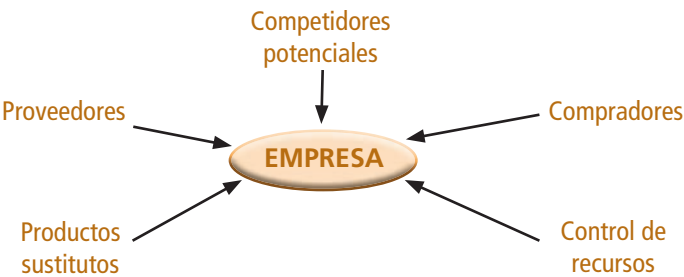 Competidores
potenciales
Proveedores
Compradores
EMPRESA
Productos
sustitutos
Control de
recursos